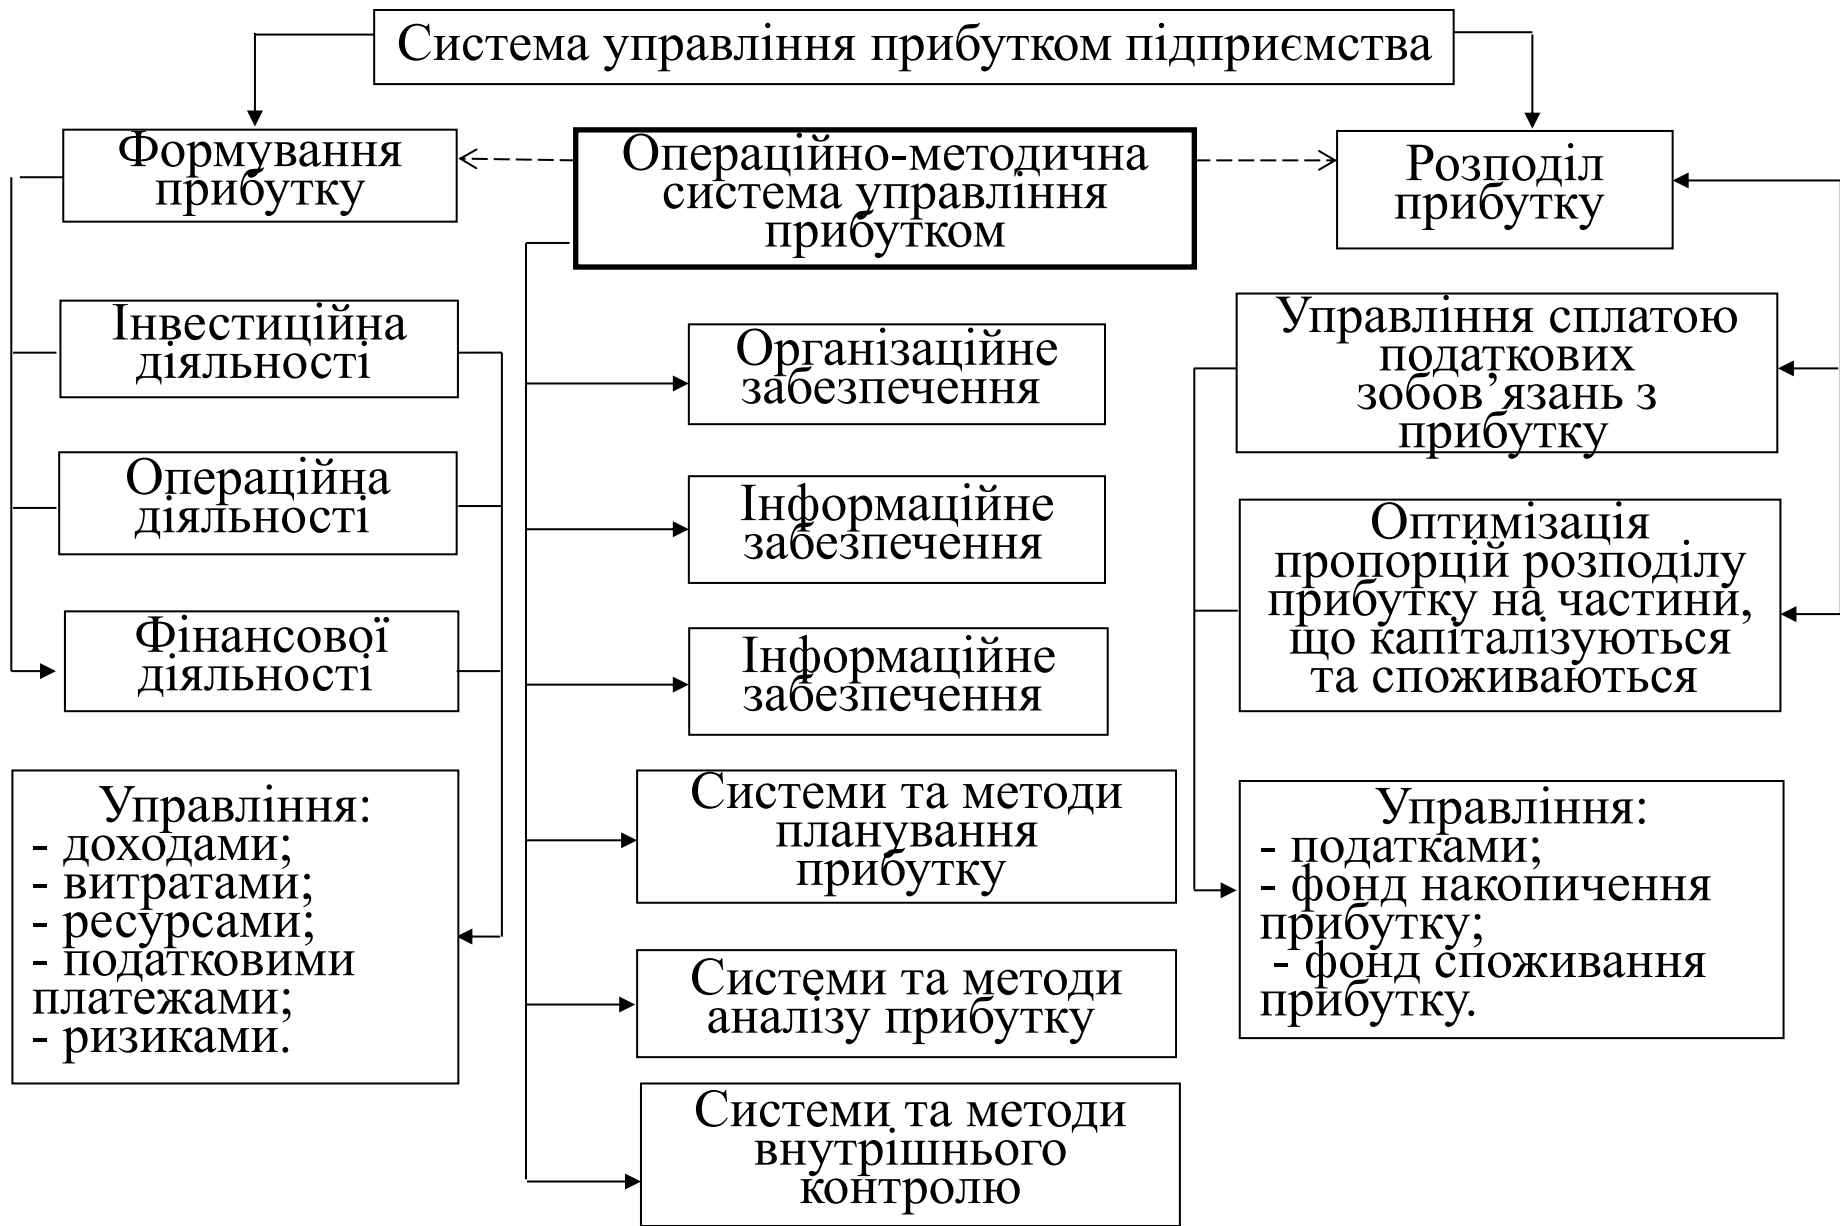 Система управління прибутком підприємства
Формування
прибутку
Операційно-методична
система управління
прибутком
Розподіл
прибутку
Інвестиційна
діяльності
Операційна
діяльності
Фінансової
діяльності
Управління:
- доходами;
- витратами;
- ресурсами;
- податковими
платежами;
- ризиками.
Організаційне
забезпечення
Інформаційне
забезпечення
Інформаційне
забезпечення
Системи та методи
планування
прибутку
Системи та методи
аналізу прибутку
Системи та методи
внутрішнього
контролю
Управління сплатою
податкових
зобов’язань з
прибутку
Оптимізація
пропорцій розподілу
прибутку на частини,
що капіталізуються
та споживаються
Управління:
- податками;
- фонд накопичення
прибутку;
- фонд споживання
прибутку.